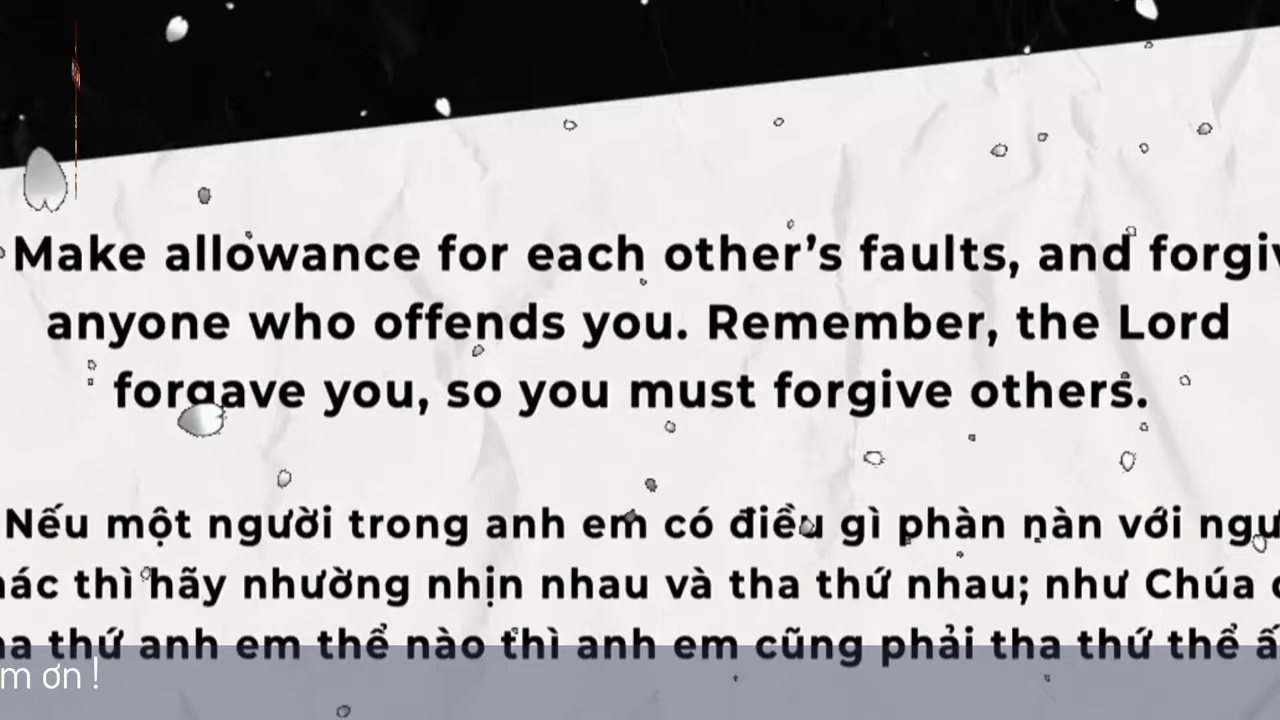 Make allowance for each other’s faults, and forgiv
anyone who offends you. Remember, the Lord
forgave you, so you must forgive others.
Nếu một người trong anh em có điều gì phàn nàn với ngư
hác thì hãy nhường nhịn nhau và tha thứ nhau; như Chúa
ha thứ anh em thể nào thì anh em cũng phải tha thứ thể ấ
m ơn !